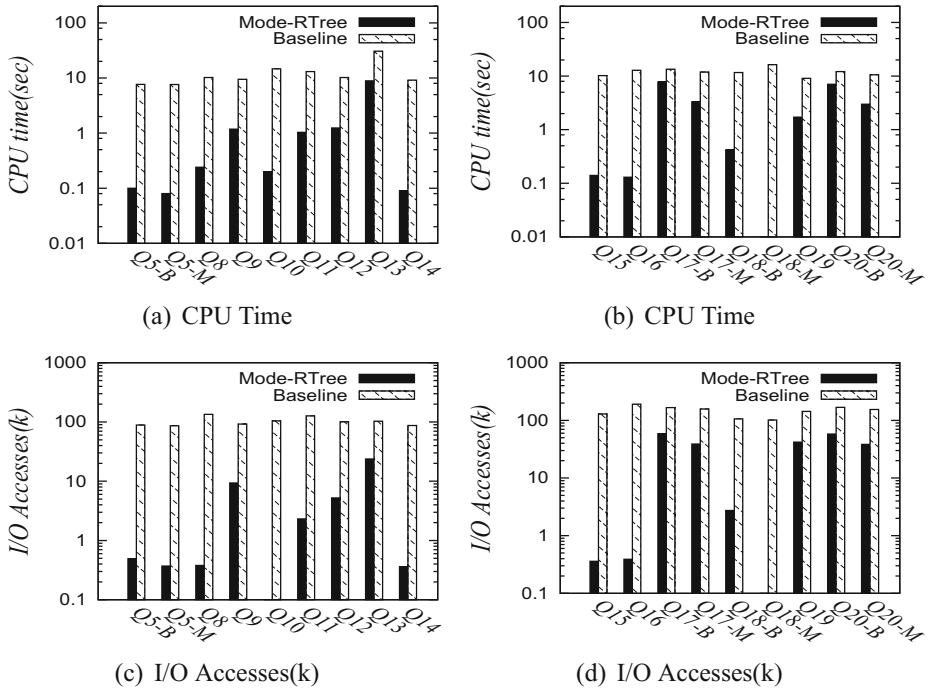 100
10
1
0.1
0.01
CPU time(sec)
Mode-RTree
Baseline
Q5-B
Q5-M
Q8
Q9
Q10
Q11
Q12
Q13
Q14
(a) CPU Time
100
10
1
0.1
0.01
CPU time(sec)
Mode-RTree
Baseline
Q15
Q16
Q17-B
Q17-M
Q18-B
Q18-M
Q19
Q20-B
Q20-M
(b) CPU Time
1000
100
10
1
0.1
I/O Accesses(k)
Mode-RTree
Baseline
Q5-B
Q5-M
Q8
Q9
Q10
Q11
Q12
Q13
Q14
(c) I/O Accesses(k)
1000
100
10
1
0.1
I/O Accesses(k)
Mode-RTree
Baseline
Q15
Q16
Q17-B
Q17-M
Q18-B
Q18-M
Q19
Q20-B
Q20-M
(d) I/O Accesses(k)